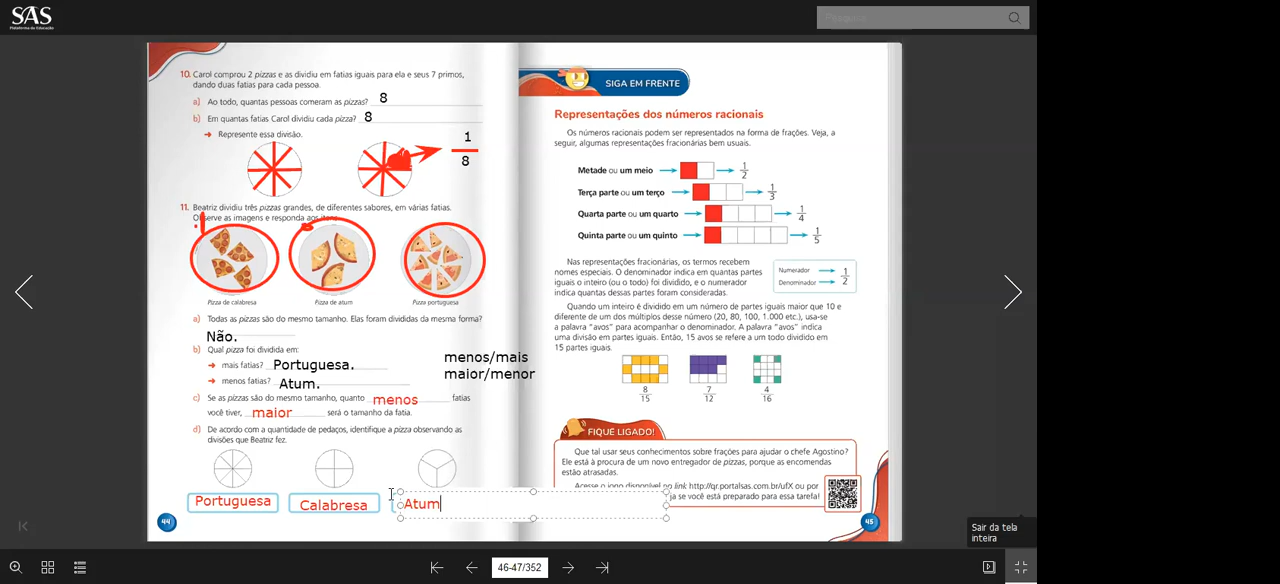 SAS
Plataforma de Educação
Pesquisar
10. Carol comprou 2 pizzas e as dividiu em fatias iguais para ela e seus 7 primos,
dando duas fatias para cada pessoa.
a) Ao todo, quantas pessoas comeram as pizzas? 8
b) Em quantas fatias Carol dividiu cada pizza? 8
➜ Represente essa divisão.
1
8
11. Beatriz dividiu três pizzas grandes, de diferentes sabores, em várias fatias.
Observe as imagens e responda aos itens.
Pizza de calabresa
Pizza de atum
Pizza portuguesa
a) Todas as pizzas são do mesmo tamanho. Elas foram divididas da mesma forma?
Não.
b) Qual pizza foi dividida em:
➜ mais fatias? Portuguesa.
➜ menos fatias? Atum.
menos/mais
maior/menor
c) Se as pizzas são do mesmo tamanho, quanto menos fatias
você tiver, maior será o tamanho da fatia.
d) De acordo com a quantidade de pedaços, identifique a pizza observando as
divisões que Beatriz fez.
Portuguesa
Calabresa
Atum
44
SIGA EM FRENTE
Representações dos números racionais
Os números racionais podem ser representados na forma de frações. Veja, a
seguir, algumas representações fracionárias bem usuais.
Metade ou um meio 1/2
Terça parte ou um terço 1/3
Quarta parte ou um quarto 1/4
Quinta parte ou um quinto 1/5
Nas representações fracionárias, os termos recebem
nomes especiais. O denominador indica em quantas partes
iguais o inteiro (ou o todo) foi dividido, e o numerador
indica quantas dessas partes foram consideradas.
Numerador 1
Denominador 2
Quando um inteiro é dividido em um número de partes iguais maior que 10 e
diferente de um dos múltiplos desse número (20, 80, 100, 1.000 etc.), usa-se
a palavra "avos" para acompanhar o denominador. A palavra "avos" indica
uma divisão em partes iguais. Então, 15 avos se refere a um todo dividido em
15 partes iguais.
8/15
7/12
4/16
FIQUE LIGADO!
Que tal usar seus conhecimentos sobre frações para ajudar o chefe Agostino?
Ele está à procura de um novo entregador de pizzas, porque as encomendas
estão atrasadas.
Acesse o jogo disponível no link http://qr.portalsas.com.br/ufX ou por
ja se você está preparado para essa tarefa!
45
Sair da tela
inteira
46-47/352